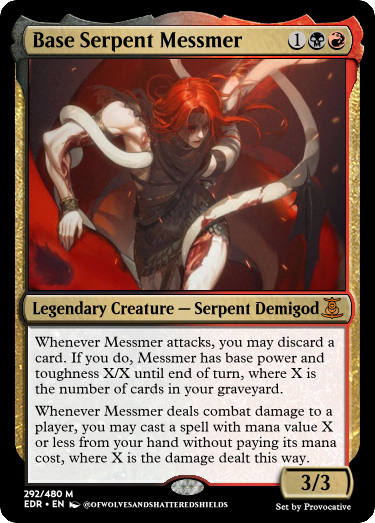 Base Serpent Messmer 1
Legendary Creature — Serpent Demigod
Whenever Messmer attacks, you may discard a
card. If you do, Messmer has base power and
toughness X/X until end of turn, where X is
the number of cards in your graveyard.
Whenever Messmer deals combat damage to a
player, you may cast a spell with mana value X
or less from your hand without paying its mana
cost, where X is the damage dealt this way.
3/3
292/480 M
EDR • EN @OFWOLVESANDSHATTEREDSHIELDS
Set by Provocative